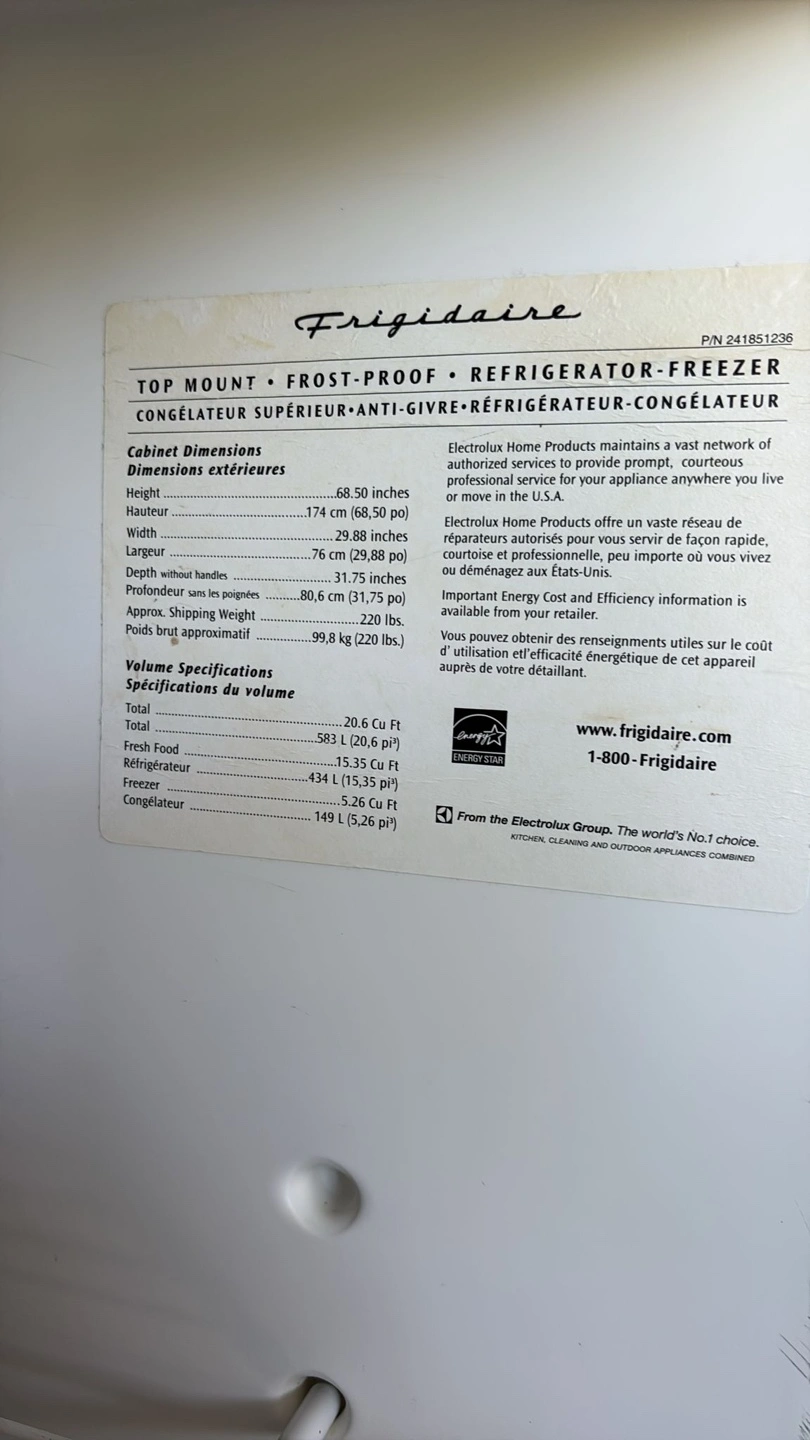 Frigidaire
P/N 241851236
TOP MOUNT • FROST-PROOF • REFRIGERATOR-FREEZER
CONGÉLATEUR SUPÉRIEUR•ANTI-GIVRE•RÉFRIGÉRATEUR-CONGÉLATEUR
Cabinet Dimensions
Dimensions extérieures
Height ..........68.50 inches
Hauteur ..........174 cm (68,50 po)
Width ..........29.88 inches
Largeur ..........76 cm (29,88 po)
Depth without handles .......... 31.75 inches
Profondeur sans les poignées ..........80,6 cm (31,75 po)
Approx. Shipping Weight ..........220 lbs.
Poids brut approximatif ..........99,8 kg (220 lbs.)
Volume Specifications
Spécifications du volume
Total ..........20.6 Cu Ft
Total ..........583 L (20,6 pi³)
Fresh Food ..........15.35 Cu Ft
Réfrigérateur ..........434 L (15,35 pi³)
Freezer ..........5.26 Cu Ft
Congélateur .......... 149 L (5,26 pi³)
Electrolux Home Products maintains a vast network of
authorized services to provide prompt, courteous
professional service for your appliance anywhere you live
or move in the U.S.A.
Electrolux Home Products offre un vaste réseau de
réparateurs autorisés pour vous servir de façon rapide,
courtoise et professionnelle, peu importe où vous vivez
ou déménagez aux États-Unis.
Important Energy Cost and Efficiency information is
available from your retailer.
Vous pouvez obtenir des renseignments utiles sur le coût
d' utilisation etl'efficacité énergétique de cet appareil
auprès de votre détaillant.
energy
ENERGY STAR
www.frigidaire.com
1-800-Frigidaire
From the Electrolux Group. The world's No.1 choice.
KITCHEN, CLEANING AND OUTDOOR APPLIANCES COMBINED